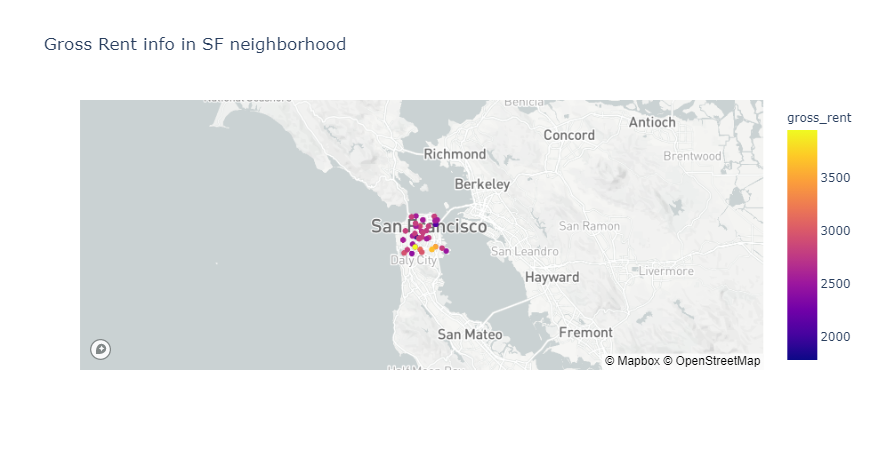 Gross Rent info in SF neighborhood
gross_rent
Benicia
Antioch
Concord
Richmond
Brentwood
Berkeley
3500
San Francisco
San Ramon
3000
San Leandro
Daly City
Livermore
Hayward
2500
San Mateo
Fremont
2000
© Mapbox © OpenStreetMap